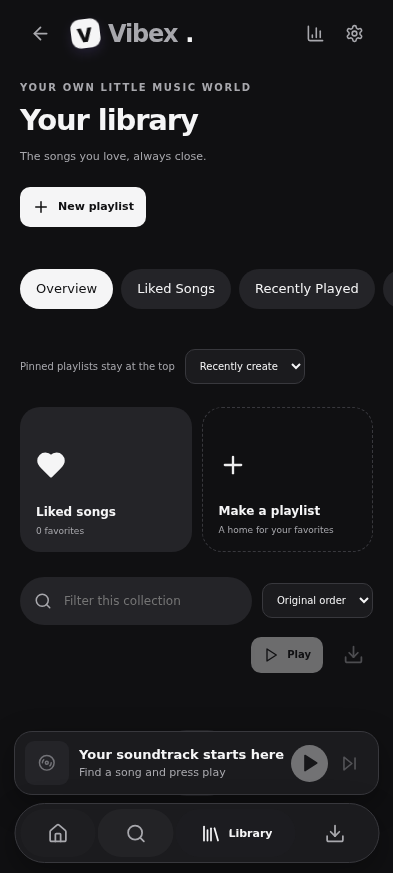 V Vibex .
YOUR OWN LITTLE MUSIC WORLD
Your library
The songs you love, always close.
New playlist
Overview
Liked Songs
Recently Played
Pinned playlists stay at the top
Recently create
Liked songs
0 favorites
Make a playlist
A home for your favorites
Filter this collection
Original order
Play
Your soundtrack starts here
Find a song and press play
Library